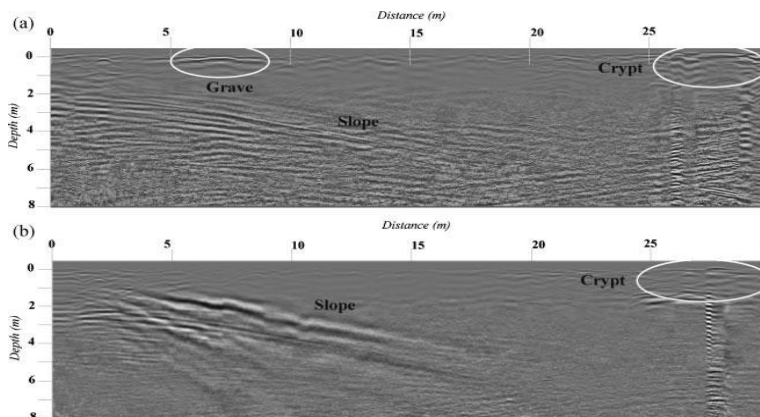 Distance (m)
(a)
0 5 10 15 20 25
Depth (m)
0
2
4
6
8
Grave
Slope
Crypt
Distance (m)
(b)
0 5 10 15 20 25
Depth (m)
0
2
4
6
8
Slope
Crypt